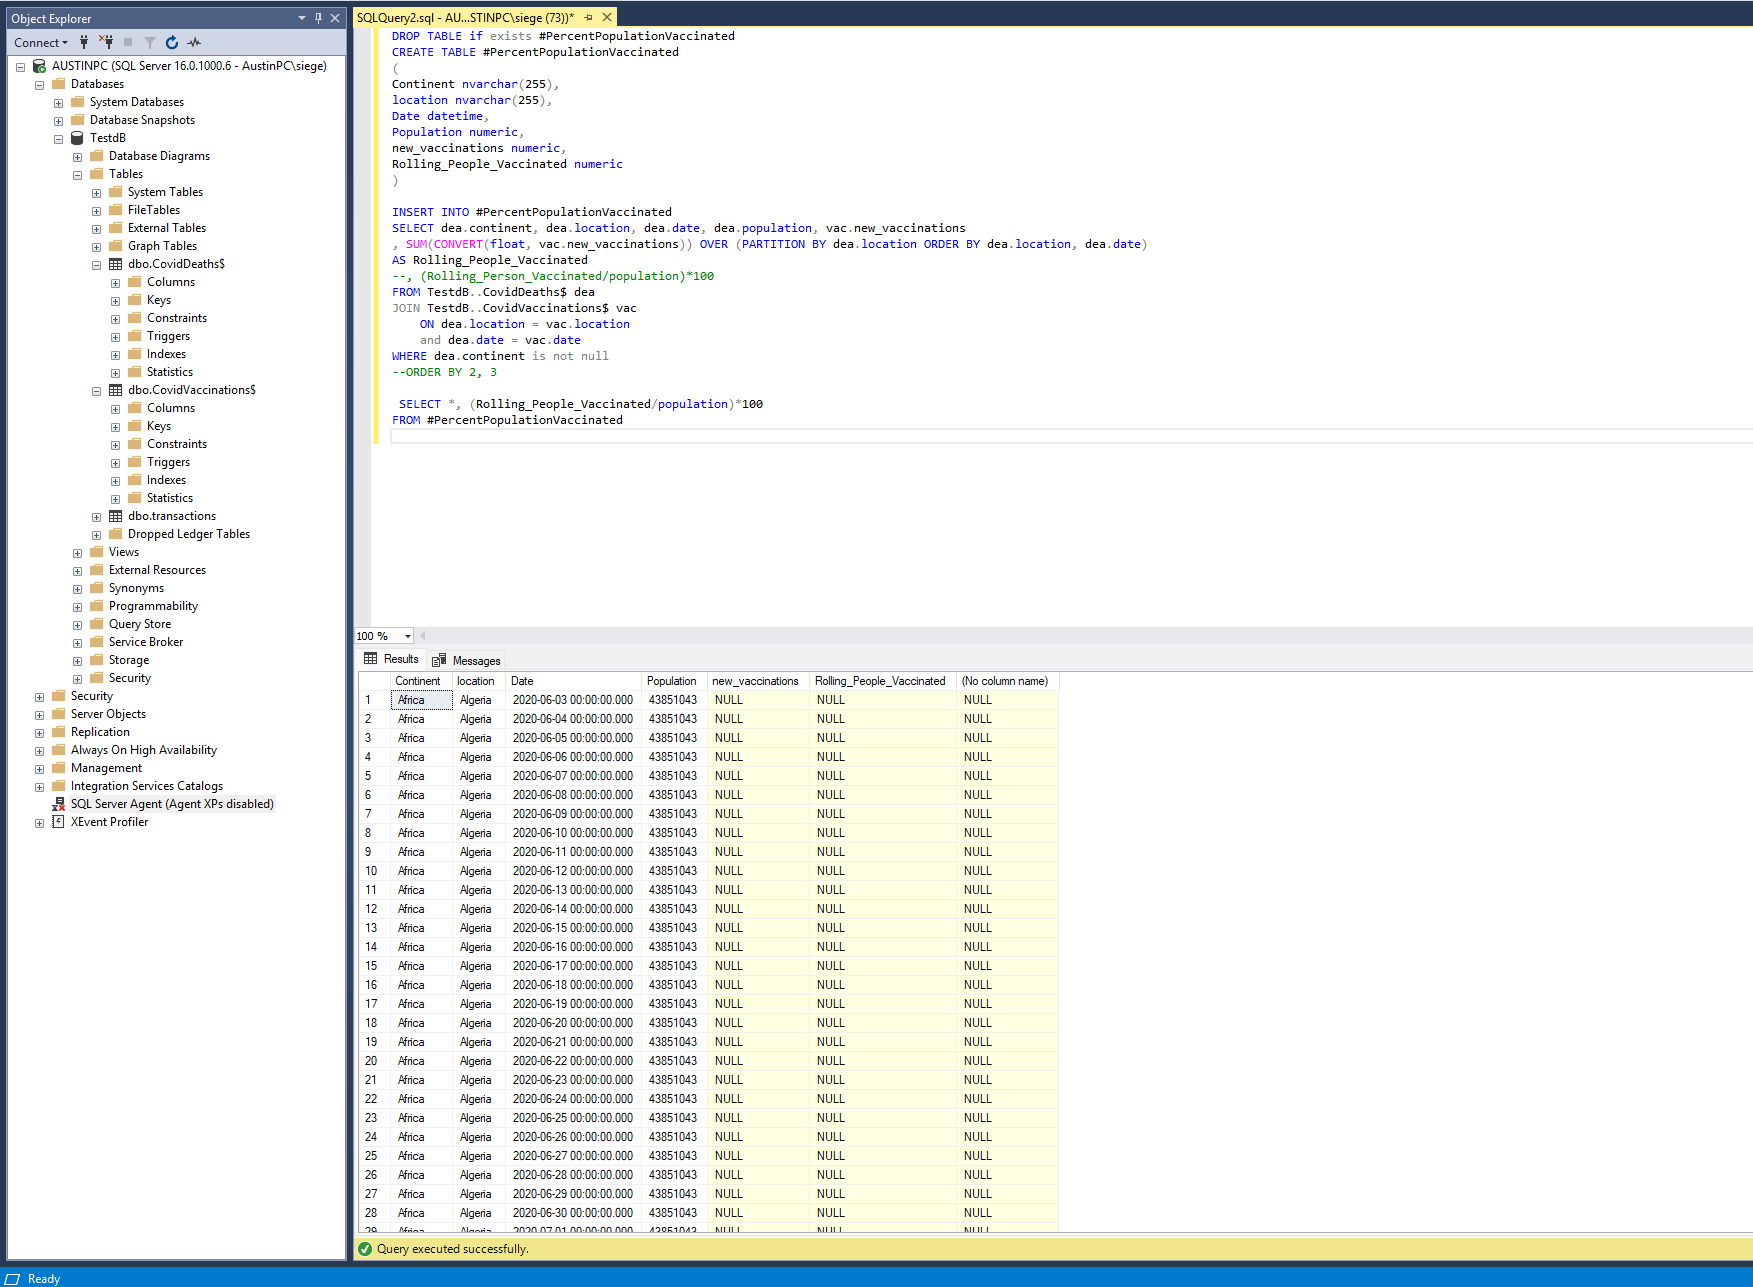 Object Explorer
Connect
AUSTINPC (SQL Server 16.0.1000.6 - AustinPC\siege)
Databases
System Databases
Database Snapshots
TestdB
Database Diagrams
Tables
System Tables
FileTables
External Tables
Graph Tables
dbo.CovidDeaths$
Columns
Keys
Constraints
Triggers
Indexes
Statistics
dbo.CovidVaccinations$
Columns
Keys
Constraints
Triggers
Indexes
Statistics
dbo.transactions
Dropped Ledger Tables
Views
External Resources
Synonyms
Programmability
Query Store
Service Broker
Storage
Security
Security
Server Objects
Replication
Always On High Availability
Management
Integration Services Catalogs
SQL Server Agent (Agent XPs disabled)
XEvent Profiler
SQLQuery2.sql - AU...STINPC\siege (73))*
DROP TABLE if exists #PercentPopulationVaccinated
CREATE TABLE #PercentPopulationVaccinated
(
Continent nvarchar(255),
location nvarchar(255),
Date datetime,
Population numeric,
new_vaccinations numeric,
Rolling_People_Vaccinated numeric
)
INSERT INTO #PercentPopulationVaccinated
SELECT dea.continent, dea.location, dea.date, dea.population, vac.new_vaccinations
, SUM(CONVERT(float, vac.new_vaccinations)) OVER (PARTITION BY dea.location ORDER BY dea.location, dea.date)
AS Rolling_People_Vaccinated
--, (Rolling_Person_Vaccinated/population)*100
FROM TestdB..CovidDeaths$ dea
JOIN TestdB..CovidVaccinations$ vac
ON dea.location = vac.location
and dea.date = vac.date
WHERE dea.continent is not null
--ORDER BY 2, 3
SELECT *, (Rolling_People_Vaccinated/population)*100
FROM #PercentPopulationVaccinated
100 %
Results Messages
Continent location Date Population new_vaccinations Rolling_People_Vaccinated (No column name)
1 Africa Algeria 2020-06-03 00:00:00.000 43851043 NULL NULL NULL
2 Africa Algeria 2020-06-04 00:00:00.000 43851043 NULL NULL NULL
3 Africa Algeria 2020-06-05 00:00:00.000 43851043 NULL NULL NULL
4 Africa Algeria 2020-06-06 00:00:00.000 43851043 NULL NULL NULL
5 Africa Algeria 2020-06-07 00:00:00.000 43851043 NULL NULL NULL
6 Africa Algeria 2020-06-08 00:00:00.000 43851043 NULL NULL NULL
7 Africa Algeria 2020-06-09 00:00:00.000 43851043 NULL NULL NULL
8 Africa Algeria 2020-06-10 00:00:00.000 43851043 NULL NULL NULL
9 Africa Algeria 2020-06-11 00:00:00.000 43851043 NULL NULL NULL
10 Africa Algeria 2020-06-12 00:00:00.000 43851043 NULL NULL NULL
11 Africa Algeria 2020-06-13 00:00:00.000 43851043 NULL NULL NULL
12 Africa Algeria 2020-06-14 00:00:00.000 43851043 NULL NULL NULL
13 Africa Algeria 2020-06-15 00:00:00.000 43851043 NULL NULL NULL
14 Africa Algeria 2020-06-16 00:00:00.000 43851043 NULL NULL NULL
15 Africa Algeria 2020-06-17 00:00:00.000 43851043 NULL NULL NULL
16 Africa Algeria 2020-06-18 00:00:00.000 43851043 NULL NULL NULL
17 Africa Algeria 2020-06-19 00:00:00.000 43851043 NULL NULL NULL
18 Africa Algeria 2020-06-20 00:00:00.000 43851043 NULL NULL NULL
19 Africa Algeria 2020-06-21 00:00:00.000 43851043 NULL NULL NULL
20 Africa Algeria 2020-06-22 00:00:00.000 43851043 NULL NULL NULL
21 Africa Algeria 2020-06-23 00:00:00.000 43851043 NULL NULL NULL
22 Africa Algeria 2020-06-24 00:00:00.000 43851043 NULL NULL NULL
23 Africa Algeria 2020-06-25 00:00:00.000 43851043 NULL NULL NULL
24 Africa Algeria 2020-06-26 00:00:00.000 43851043 NULL NULL NULL
25 Africa Algeria 2020-06-27 00:00:00.000 43851043 NULL NULL NULL
26 Africa Algeria 2020-06-28 00:00:00.000 43851043 NULL NULL NULL
27 Africa Algeria 2020-06-29 00:00:00.000 43851043 NULL NULL NULL
28 Africa Algeria 2020-06-30 00:00:00.000 43851043 NULL NULL NULL
29 Africa Algeria 2020-07-01 00:00:00.000 43851043 NULL NULL NULL
Query executed successfully.
Ready